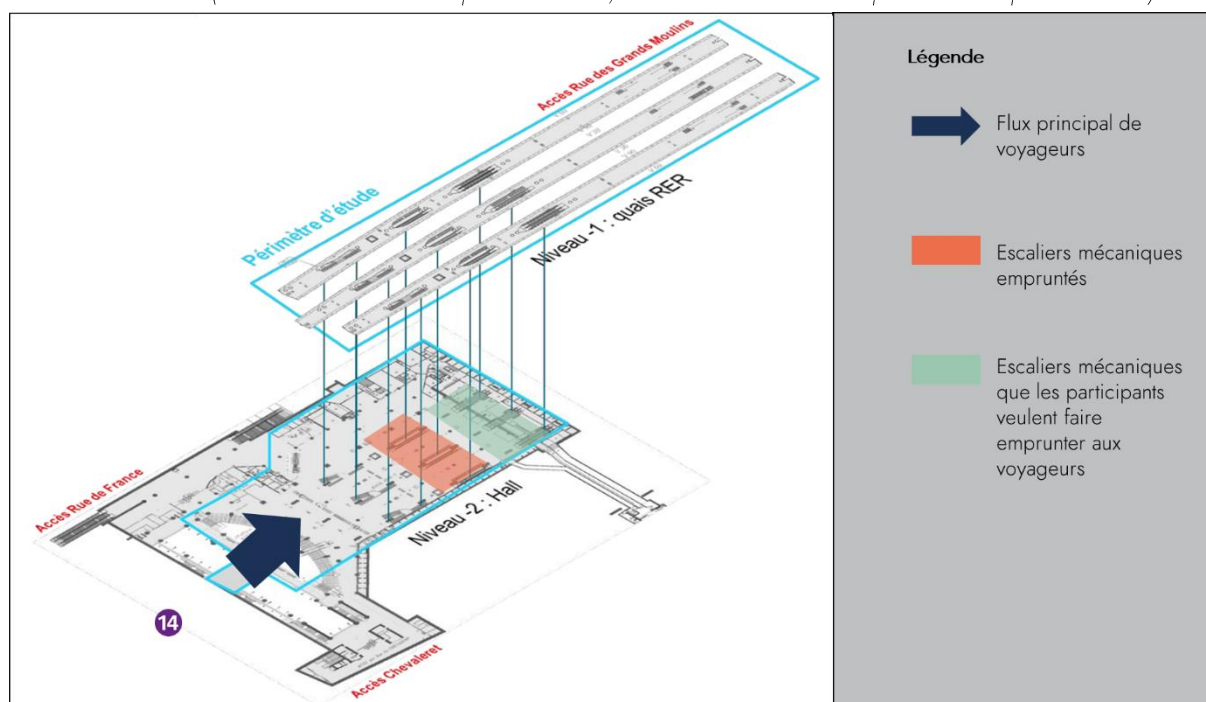 Accès Rue des Grands Moulins
Périmètre d'étude
Niveau -1 : quais RER
Accès Rue de France
Niveau -2 : Hall
14
Accès Chevaleret
Légende
Flux principal de
voyageurs
Escaliers mécaniques
empruntés
Escaliers mécaniques
que les participants
veulent faire
emprunter aux
voyageurs